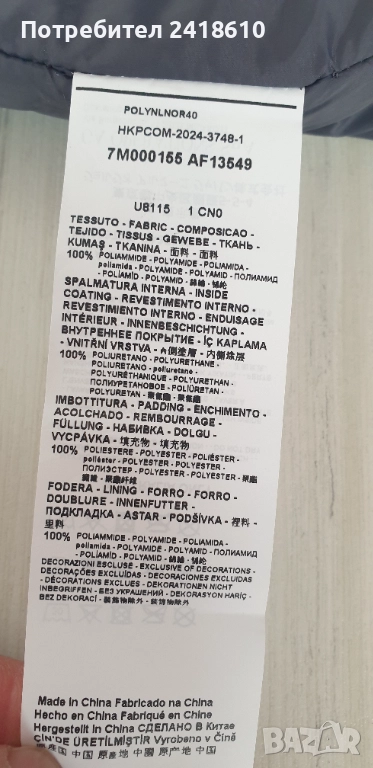 Потребител 2418610
POLYNLNOR40
HKPCOM-2024-3748-1
7M000155 AF13549
U8115 1 CN0
TESSUTO - FABRIC - COMPOSICAO -
TEJIDO - TISSUS - GEWEBE - ТКАНЬ -
KUMAŞ - TKANINA - 面料 - 面料
100% POLIAMMIDE - POLYAMIDE - POLIAMIDA -
poliamida - POLYAMIDE - POLYAMID - ПОЛИАМИД
- POLIAMİD - POLYAMID - 錦綸 - 锦纶
SPALMATURA INTERNA - INSIDE
COATING - REVESTIMENTO INTERNO -
REVESTIMIENTO INTERNO - ENDUISAGE
INTÉRIEUR - INNENBESCHICHTUNG -
ВНУТРЕННЕЕ ПОКРЫТИЕ - İÇ KAPLAMA
- VNITŘNÍ VRSTVA - 內側塗層 - 内侧涂层
100% POLIURETANO - POLYURETHANE -
POLIURETANO - poliuretano -
POLYURÉTHANIQUE - POLYURETHAN -
ПОЛИУРЕТАНОВОЕ - POLİÜRETAN -
POLYURETAN - 聚氨酯 - 聚氨酯
IMBOTTITURA - PADDING - ENCHIMENTO -
ACOLCHADO - REMBOURRAGE -
FÜLLUNG - НАБИВКА - DOLGU -
VYCPÁVKA - 填充物 - 填充物
100% POLIESTERE - POLYESTER - POLIÉSTER -
poliéster - POLYESTER - POLYESTER -
ПОЛИЭСТЕР - POLYESTER - POLYESTER - 聚酯
纖維 - 聚酯纤维
FODERA - LINING - FORRO - FORRO -
DOUBLURE - INNENFUTTER -
ПОДКЛАДКА - ASTAR - PODŠÍVKA - 裡料 -
里料
100% POLIAMMIDE - POLYAMIDE - POLIAMIDA -
poliamida - POLYAMIDE - POLYAMID - ПОЛИАМИД
- POLİAMİD - POLYAMID - 錦綸 - 锦纶
DECORAZIONI ESCLUSE - EXCLUSIVE OF DECORATIONS -
DECORAÇÕES EXCLUÍDAS - DECORACIONES EXCLUIDAS
- DÉCORATIONS EXCLUES - DEKORATIONEN NICHT
INBEGRIFFEN - БЕЗ УКРАШЕНИЙ - DEKORASYON HARİÇ -
BEZ DEKORACÍ - 裝飾物除外 - 装饰物除外
Made in China Fabricado na China
Hecho en China Fabriqué en Chine
Hergestellt in China СДЕЛАНО В Китае
ÇİN'DE ÜRETİLMİŞTİR Vyrobeno v Číně
原產地 中國 原产地 中国
BAZAR